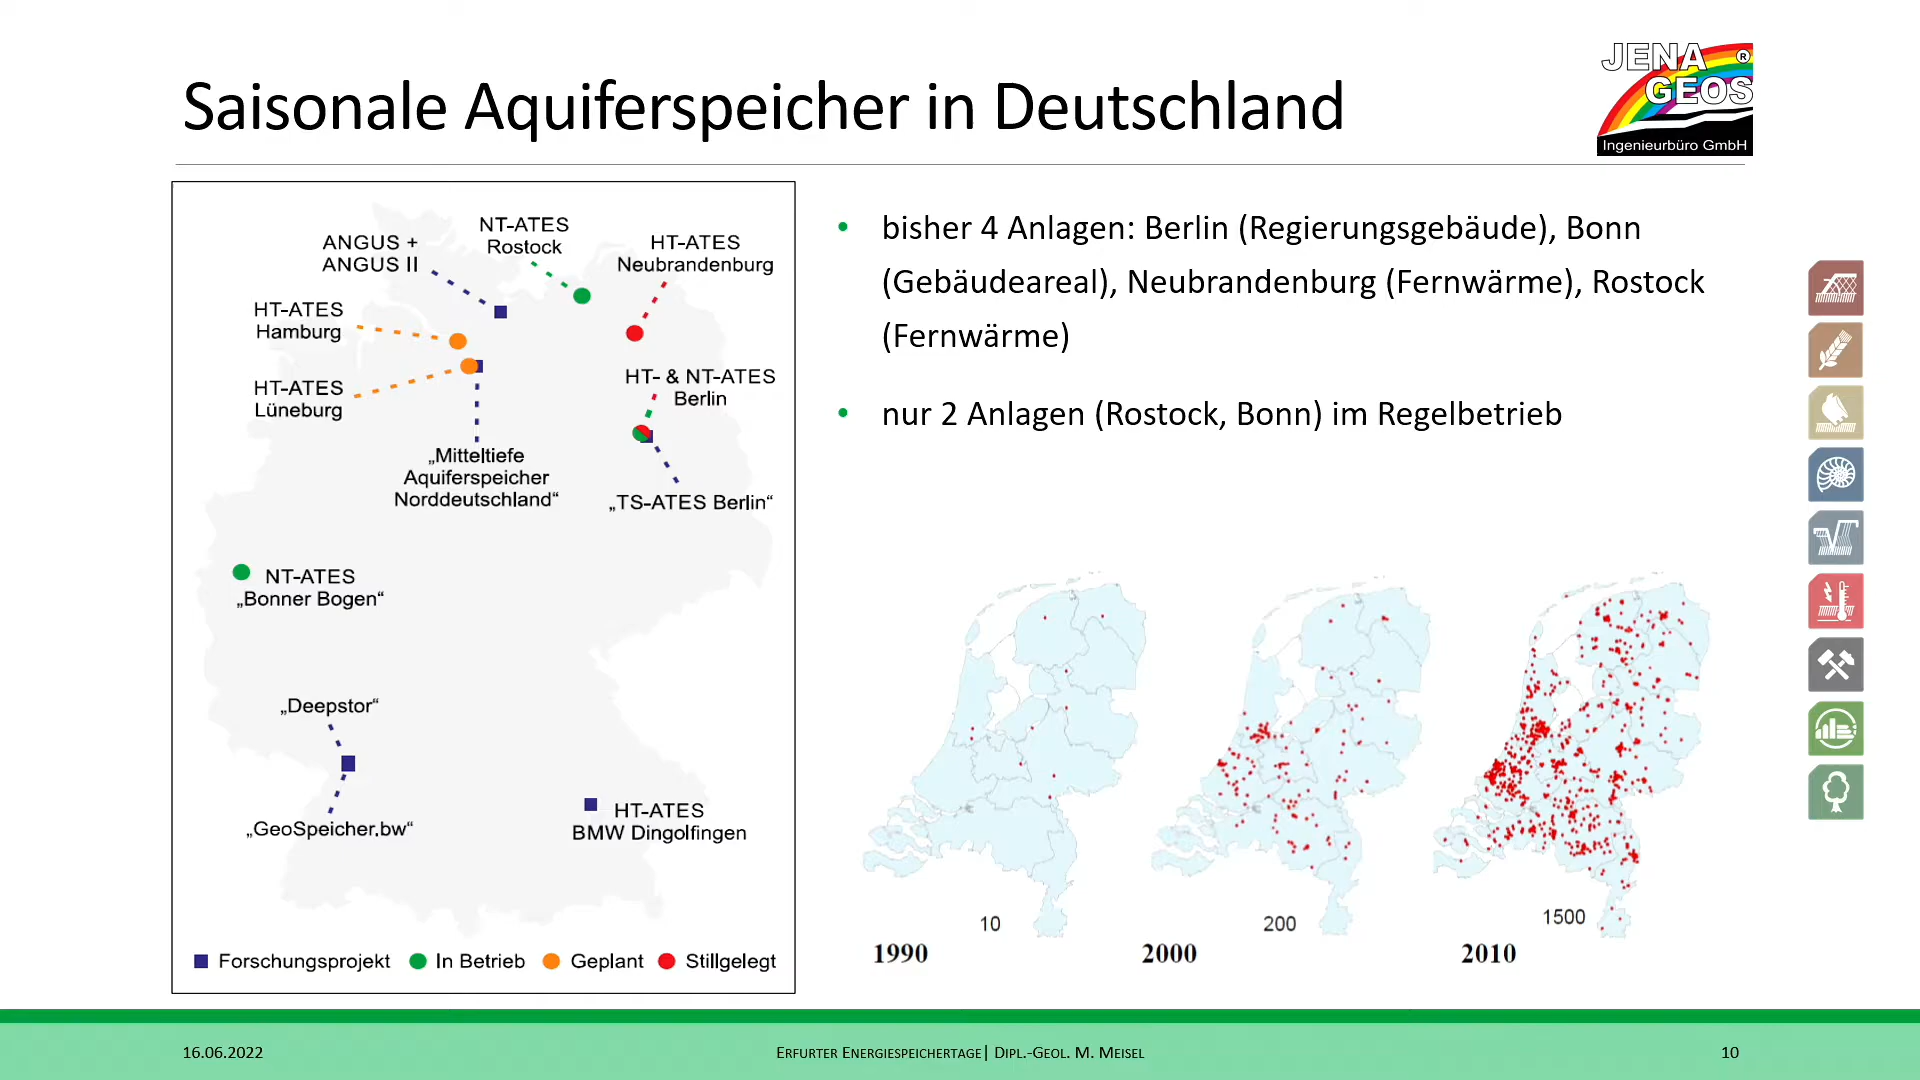 Saisonale Aquiferspeicher in Deutschland
JENA ®
GEOS
Ingenieurbüro GmbH
ANGUS +
ANGUS II
NT-ATES
Rostock
HT-ATES
Neubrandenburg
HT-ATES
Hamburg
HT-ATES
Lüneburg
HT- & NT-ATES
Berlin
„Mitteltiefe
Aquiferspeicher
Norddeutschland“
„TS-ATES Berlin“
NT-ATES
„Bonner Bogen“
„Deepstor“
„GeoSpeicher.bw“
HT-ATES
BMW Dingolfingen
Forschungsprojekt In Betrieb Geplant Stillgelegt
• bisher 4 Anlagen: Berlin (Regierungsgebäude), Bonn
(Gebäudeareal), Neubrandenburg (Fernwärme), Rostock
(Fernwärme)
• nur 2 Anlagen (Rostock, Bonn) im Regelbetrieb
10
1990
200
2000
1500
2010
16.06.2022
ERFURTER ENERGIESPEICHERTAGE| DIPL.-GEOL. M. MEISEL
10